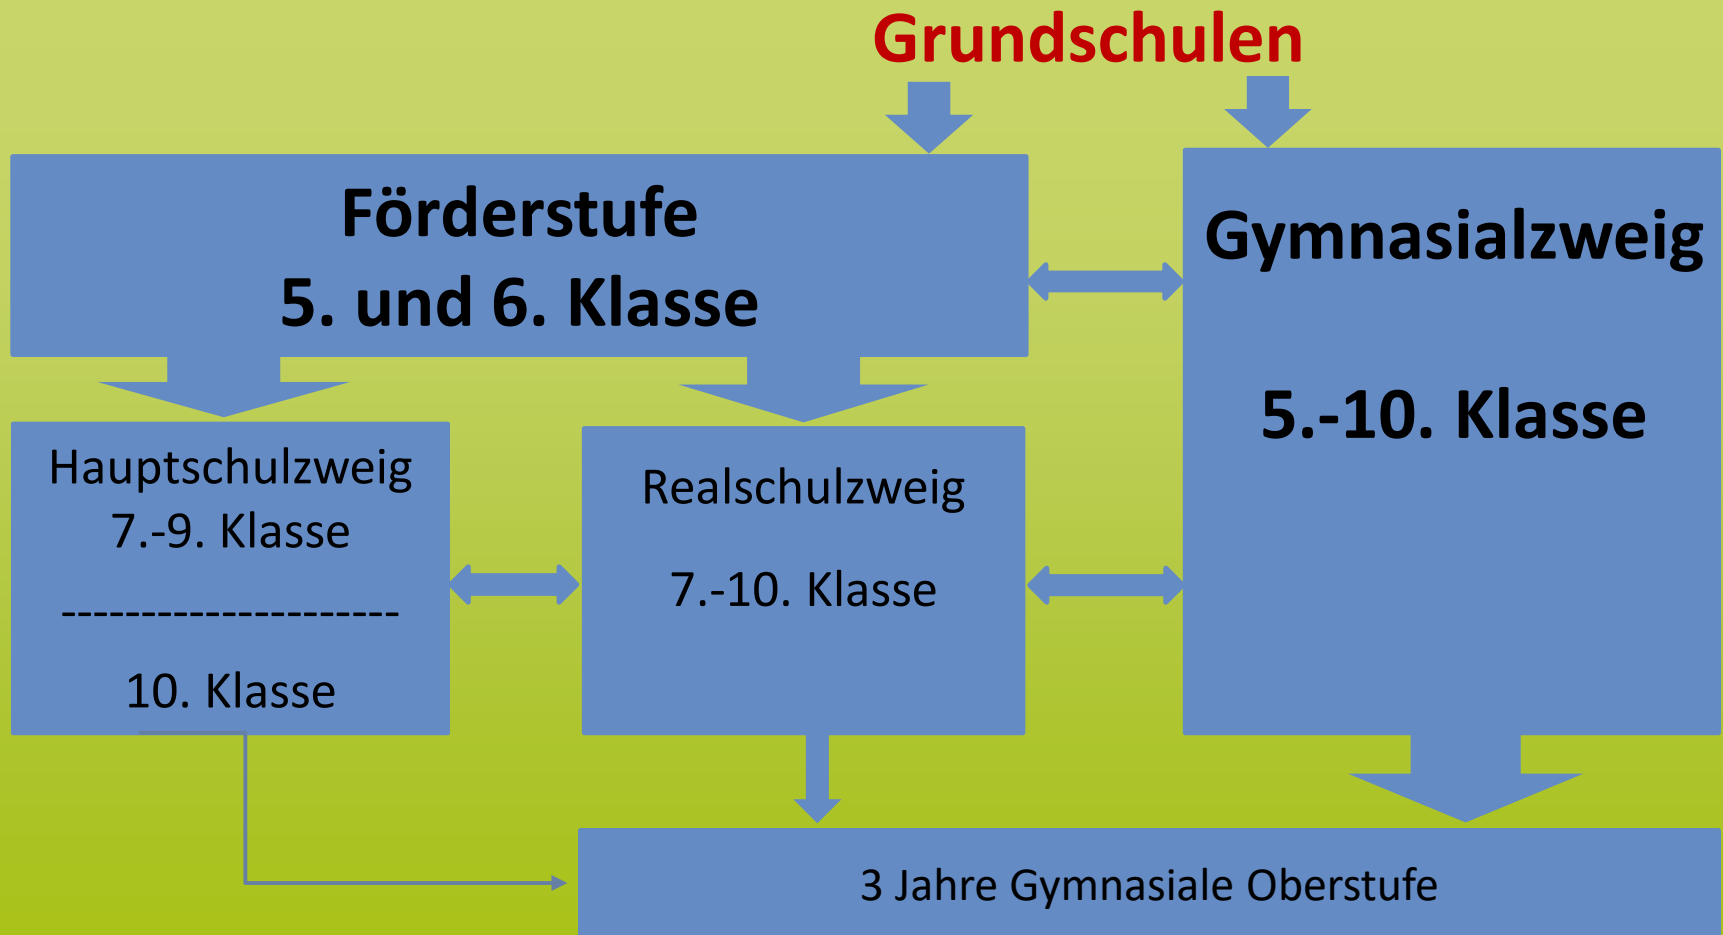 Grundschulen
Förderstufe
5. und 6. Klasse
Gymnasialzweig
5.-10. Klasse
Hauptschulzweig
7.-9. Klasse
---------------------
10. Klasse
Realschulzweig
7.-10. Klasse
3 Jahre Gymnasiale Oberstufe